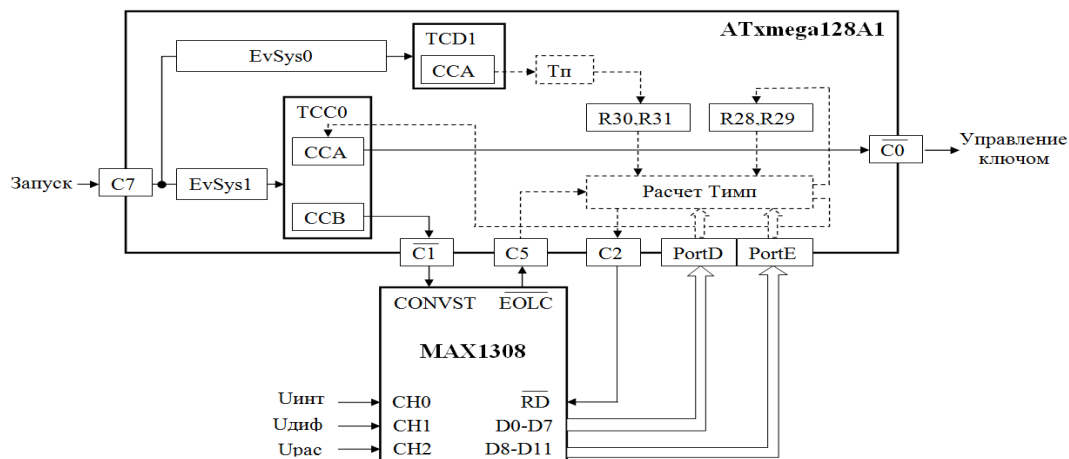 ATxmega128A1
EvSys0
TCD1
CCA
Тп
TCC0
R30,R31
R28,R29
CCA
C0
Управление
ключом
Запуск
C7
EvSys1
Расчет Тимп
CCB
C1
C5
C2
PortD
PortE
CONVST
EOLC
MAX1308
Uинт
CH0
RD
Uдиф
CH1
D0-D7
Uрас
CH2
D8-D11